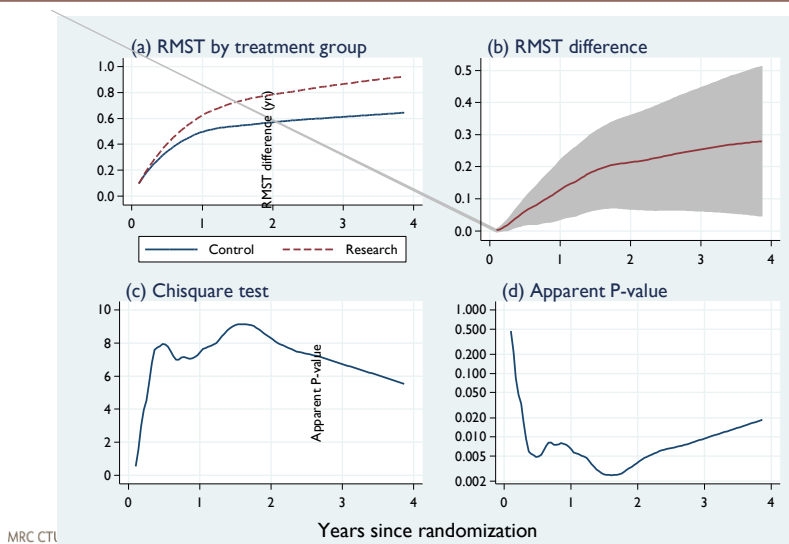 (a) RMST by treatment group
1.0
0.8
0.6
0.4
0.2
0.0
RMST difference (yn)
0 1 2 3 4
Control Research
(b) RMST difference
0.5
0.4
0.3
0.2
0.1
0.0
0 1 2 3 4
(c) Chisquare test
10
8
6
4
2
0
Apparent P-value
0 1 2 3 4
(d) Apparent P-value
1.000
0.500
0.200
0.100
0.050
0.020
0.010
0.005
0.002
0 1 2 3 4
Years since randomization
MRC CTU